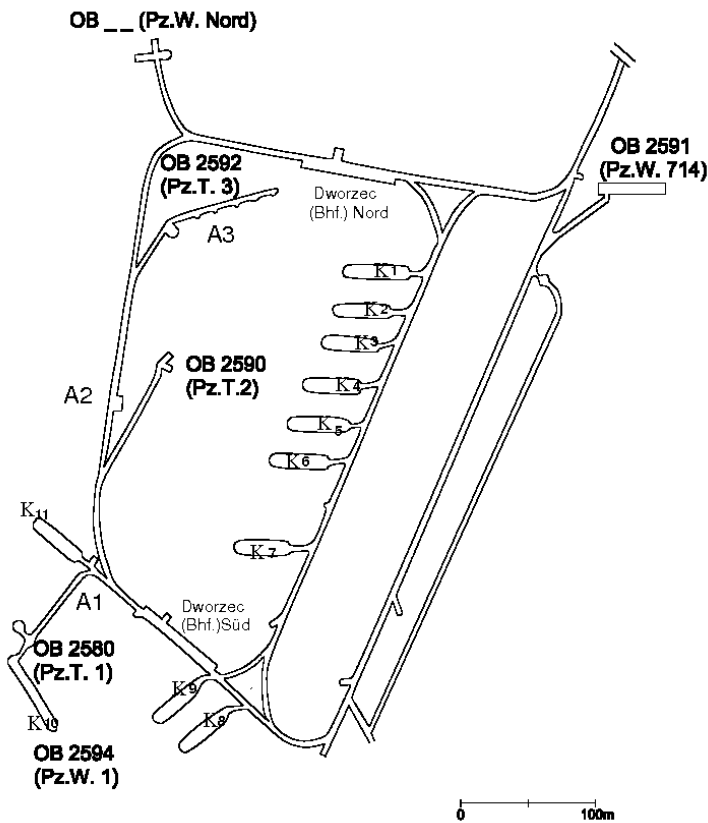 OB _ _ (Pz.W. Nord)
OB 2591
(Pz.W. 714)
OB 2592
(Pz.T. 3)
Dworzec
(Bhf.) Nord
A3
K1
K2
K3
OB 2590
(Pz.T.2)
K4
A2
K5
K6
K11
K7
A1
Dworzec
(Bhf.)Süd
OB 2580
(Pz.T. 1)
K9
K8
K10
OB 2594
(Pz.W. 1)
0
100m